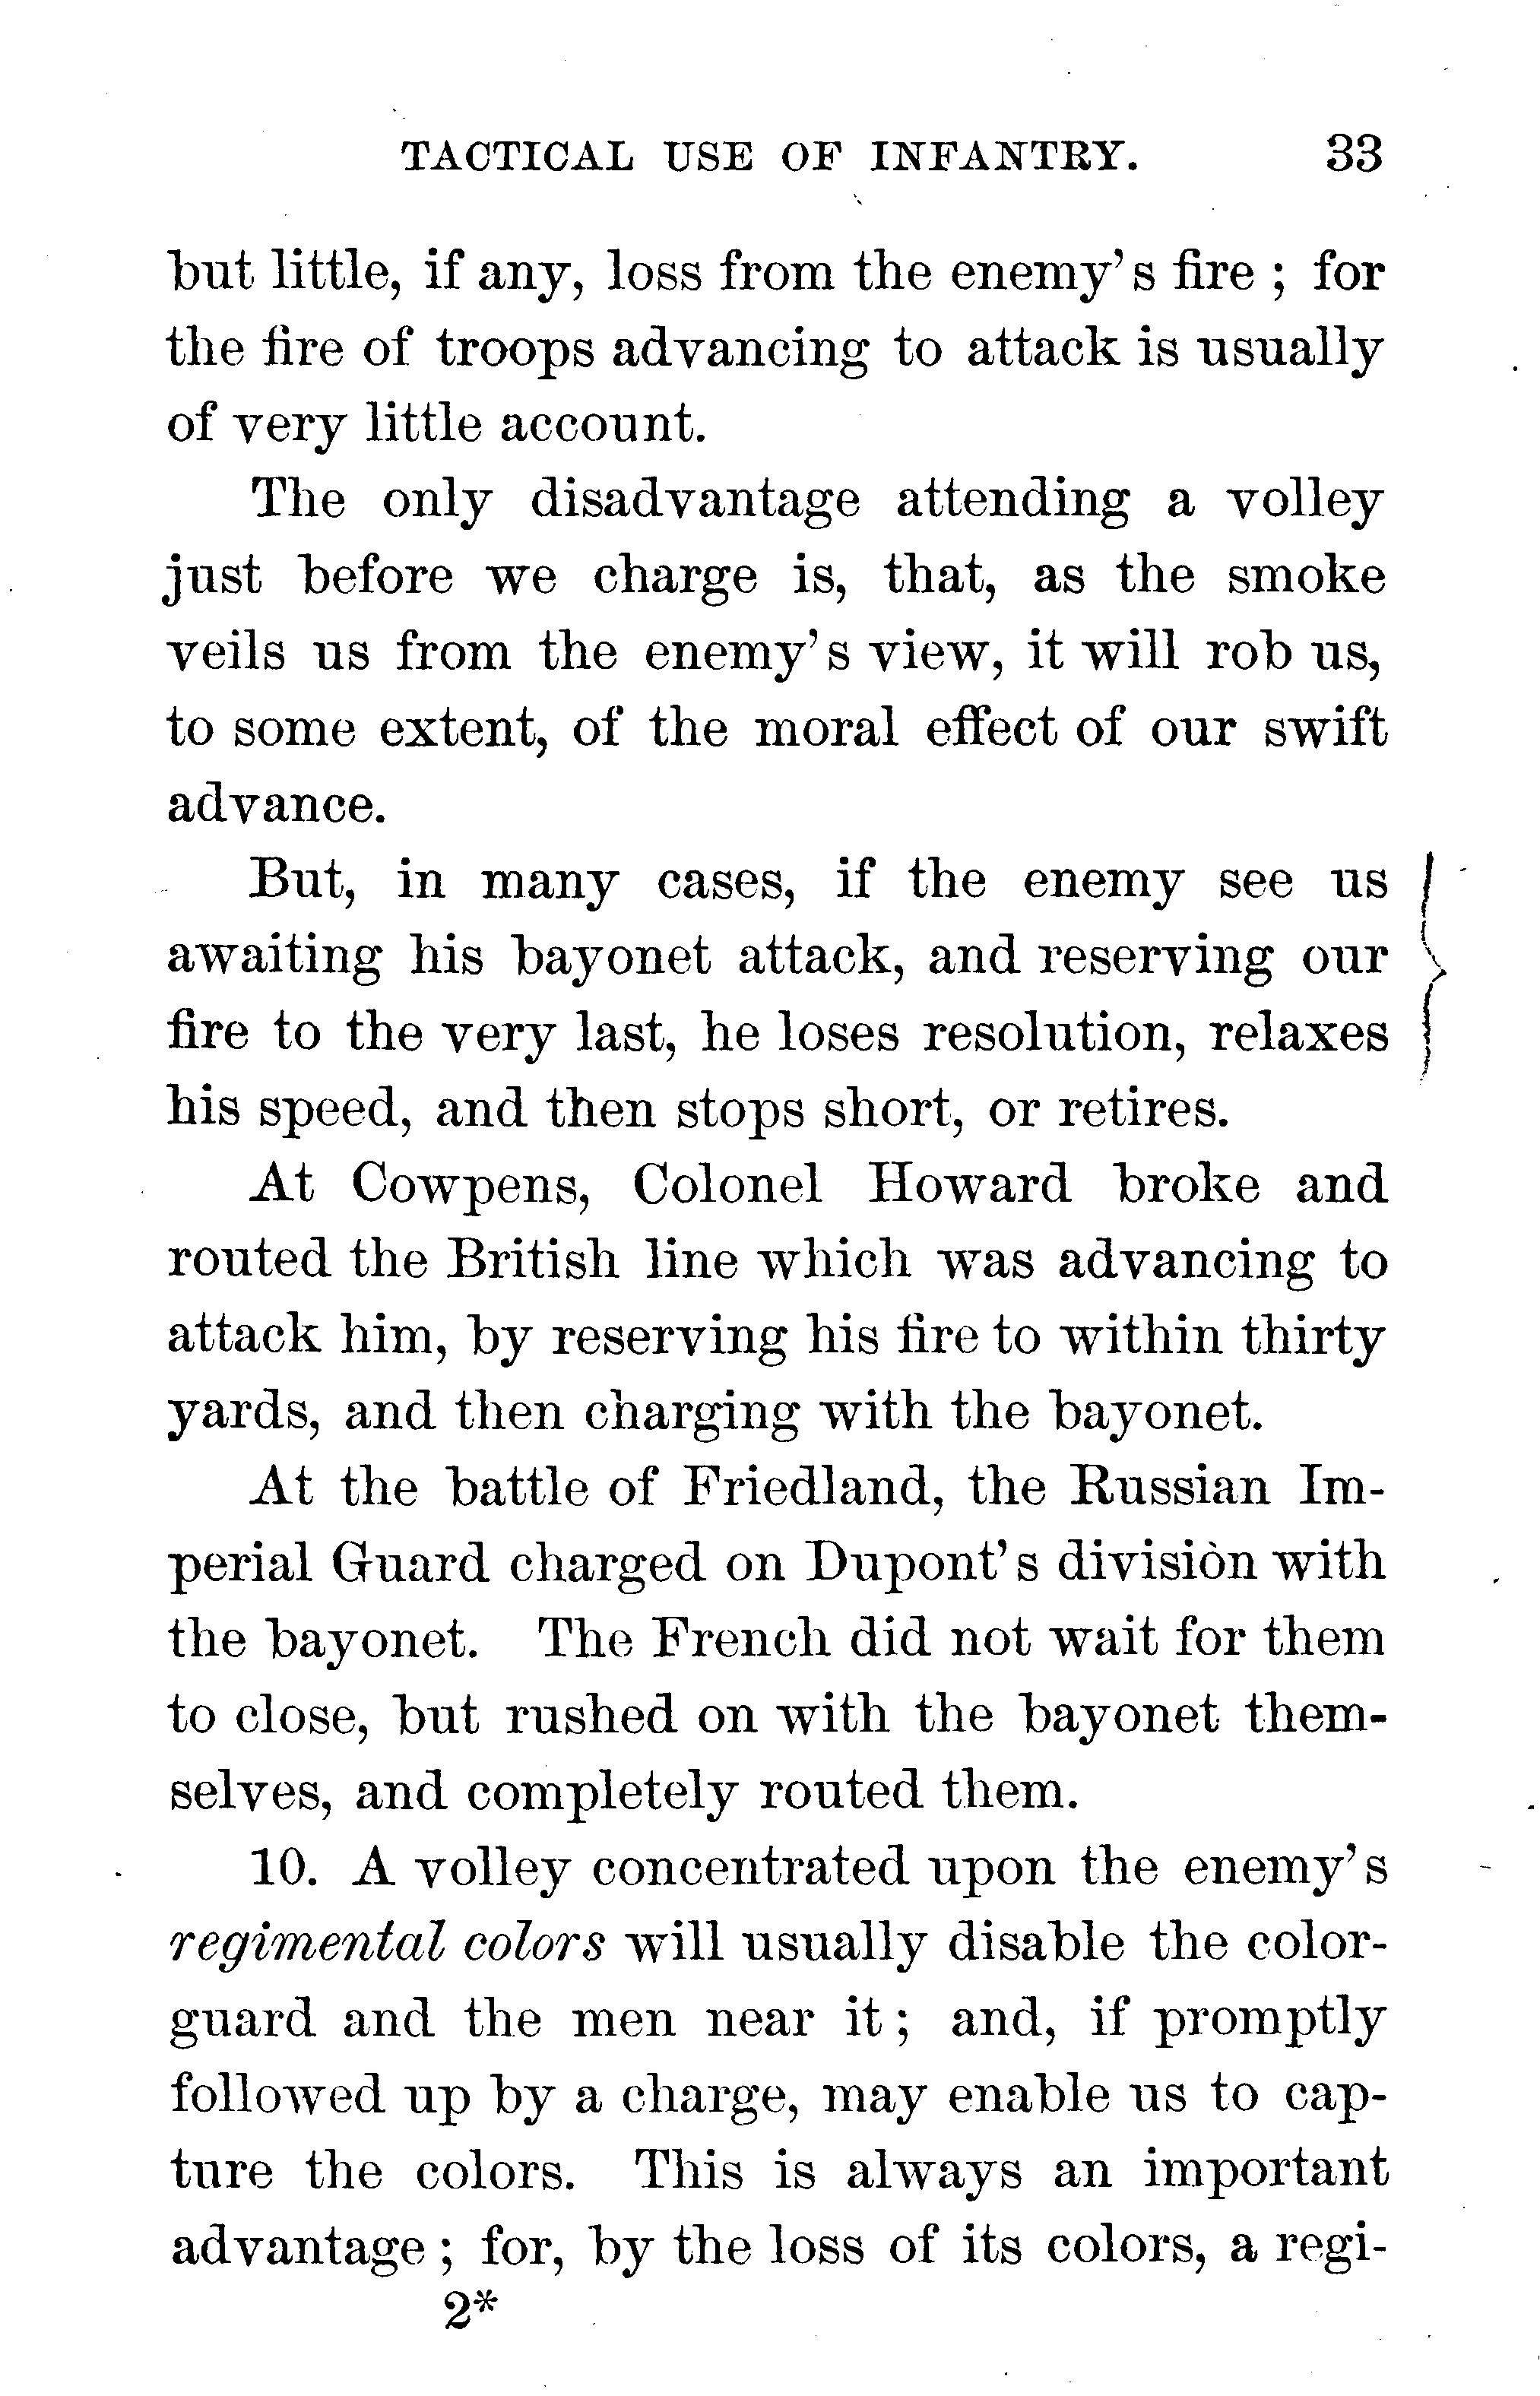 TACTICAL USE OF INFANTRY. 33
but little, if any, loss from the enemy's fire ; for
the fire of troops advancing to attack is usually
of very little account.
The only disadvantage attending a volley
just before we charge is, that, as the smoke
veils us from the enemy's view, it will rob us,
to some extent, of the moral effect of our swift
advance.
But, in many cases, if the enemy see us
awaiting his bayonet attack, and reserving our
fire to the very last, he loses resolution, relaxes
his speed, and then stops short, or retires.
At Cowpens, Colonel Howard broke and
routed the British line which was advancing to
attack him, by reserving his fire to within thirty
yards, and then charging with the bayonet.
At the battle of Friedland, the Russian Im-
perial Guard charged on Dupont's division with
the bayonet. The French did not wait for them
to close, but rushed on with the bayonet them-
selves, and completely routed them.
10. A volley concentrated upon the enemy's
regimental colors will usually disable the color-
guard and the men near it ; and, if promptly
followed up by a charge, may enable us to cap-
ture the colors. This is always an important
advantage ; for, by the loss of its colors, a regi-
2*